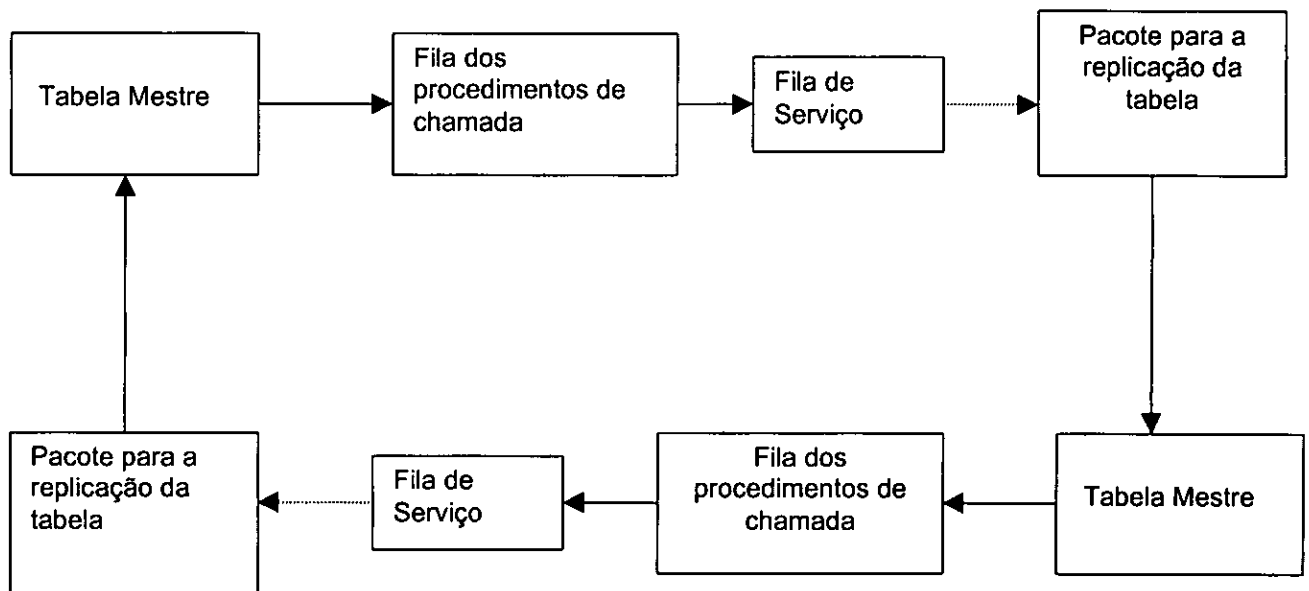 Tabela Mestre
Fila dos
procedimentos de
chamada
Fila de
Serviço
Pacote para a
replicação da
tabela
Pacote para a
replicação da
tabela
Fila de
Serviço
Fila dos
procedimentos de
chamada
Tabela Mestre